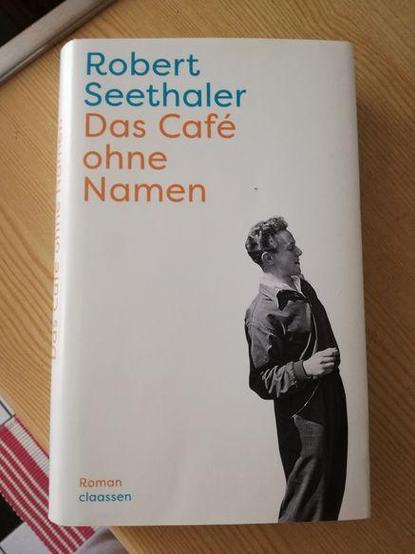 Robert
Seethaler
Das Café
ohne
Namen
Das Café ohne Namen
Roman
claassen